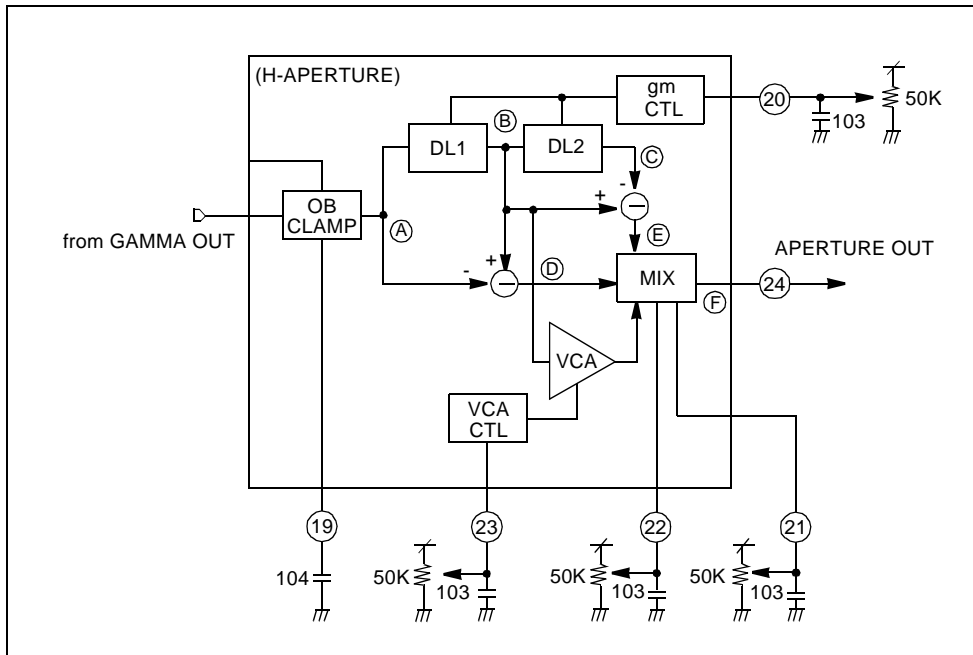 (H-APERTURE)
gm
CTL
20
50K
103
B
DL1
DL2
C
OB
CLAMP
A
from GAMMA OUT
-
+
E
APERTURE OUT
-
+
D
MIX
F
24
VCA
VCA
CTL
19
23
22
21
104
50K
103
50K
103
50K
103